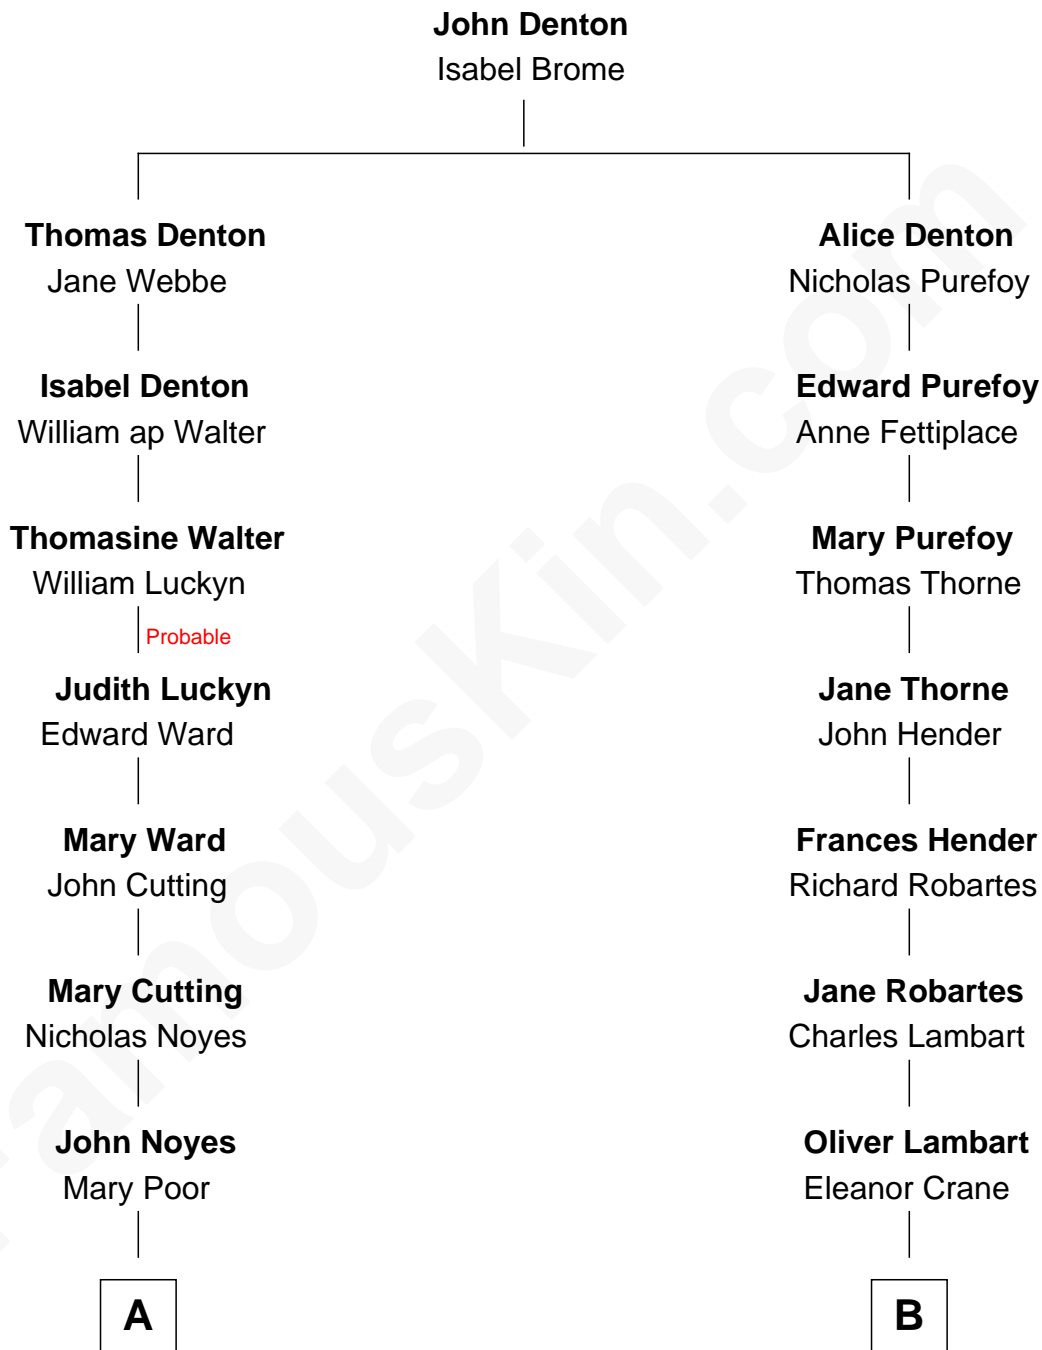 John Denton
Isabel Brome
Thomas Denton
Jane Webbe
Alice Denton
Nicholas Purefoy
Isabel Denton
William ap Walter
Edward Purefoy
Anne Fettiplace
Thomasine Walter
William Luckyn
Mary Purefoy
Thomas Thorne
Probable
Judith Luckyn
Edward Ward
Jane Thorne
John Hender
Mary Ward
John Cutting
Frances Hender
Richard Robartes
Mary Cutting
Nicholas Noyes
Jane Robartes
Charles Lambart
John Noyes
Mary Poor
Oliver Lambart
Eleanor Crane
A
B
FamousKin.com